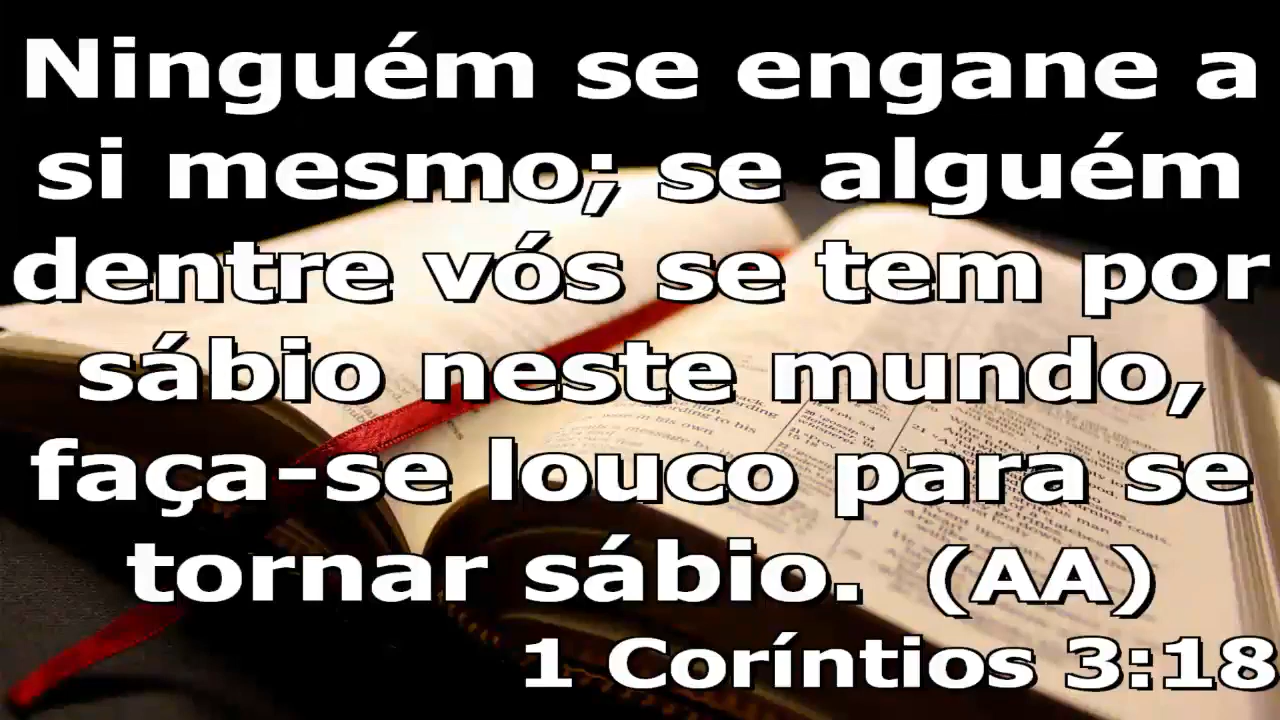 Ninguém se engane a
si mesmo; se alguém
dentre vós se tem por
sábio neste mundo,
faça-se louco para se
tornar sábio.  (AA)
1 Coríntios 3:18